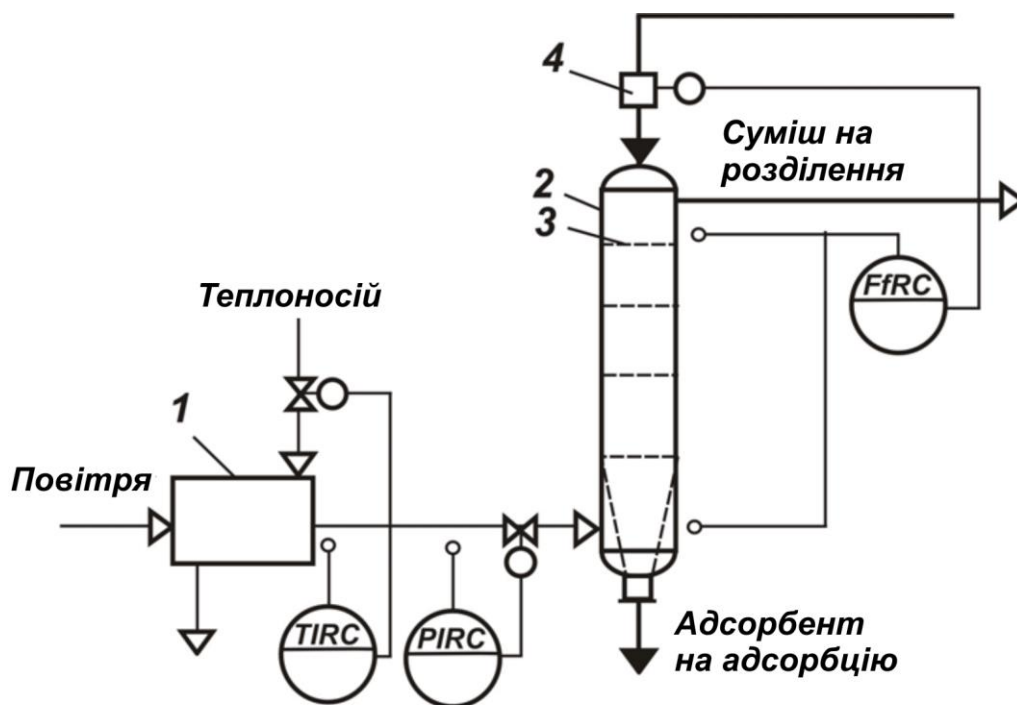 4
Суміш на
розділення
2
3
FfRC
Теплоносій
1
Повітря
TIRC
PIRC
Адсорбент
на адсорбцію